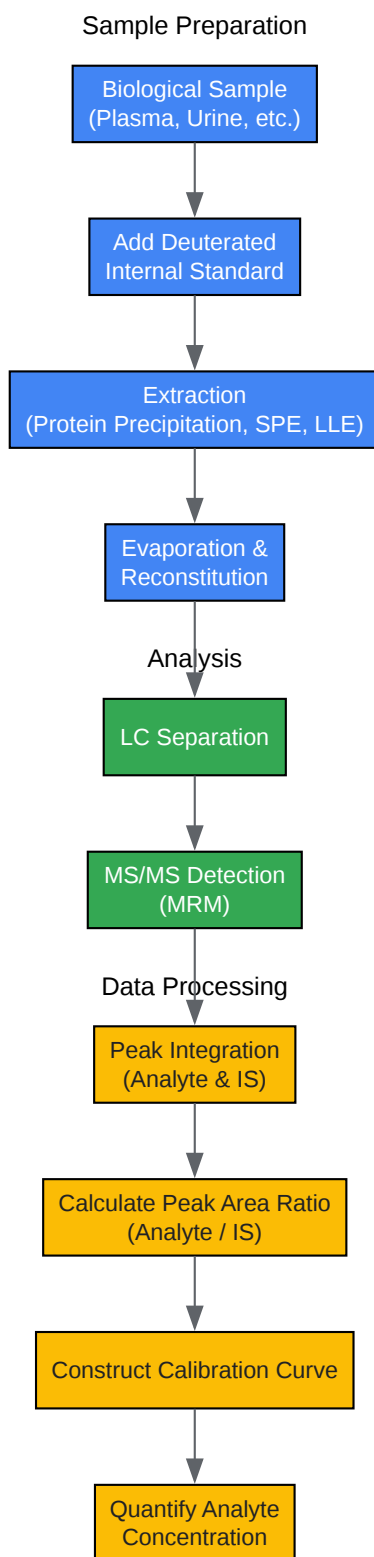 Sample Preparation
Biological Sample
(Plasma, Urine, etc.)
Add Deuterated
Internal Standard
Extraction
(Protein Precipitation, SPE, LLE)
Evaporation &
Reconstitution
Analysis
LC Separation
MS/MS Detection
(MRM)
Data Processing
Peak Integration
(Analyte & IS)
Calculate Peak Area Ratio
(Analyte / IS)
Construct Calibration Curve
Quantify Analyte
Concentration